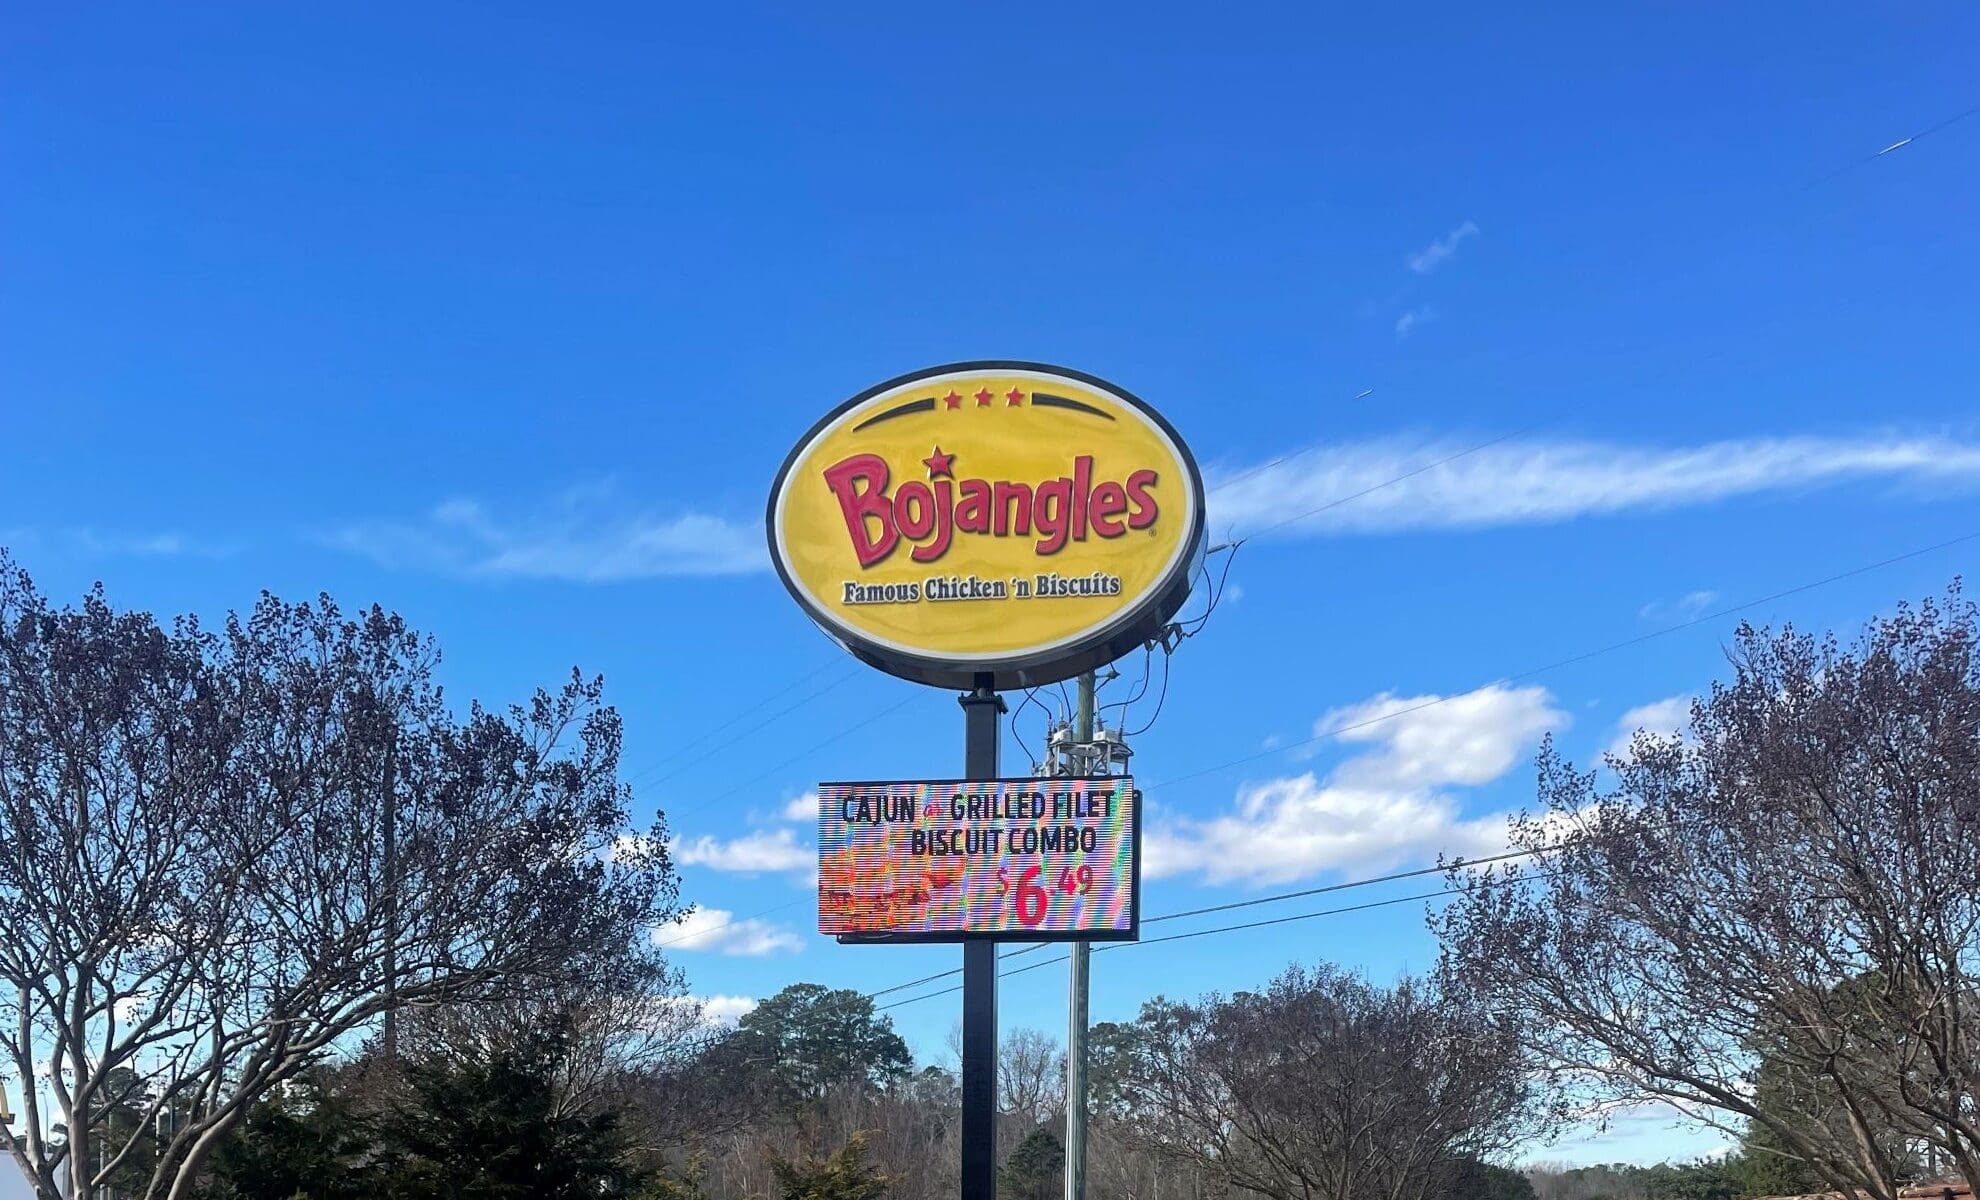 Bojangles®
Famous Chicken 'n Biscuits
CAJUN or GRILLED FILET
BISCUIT COMBO
$6.49